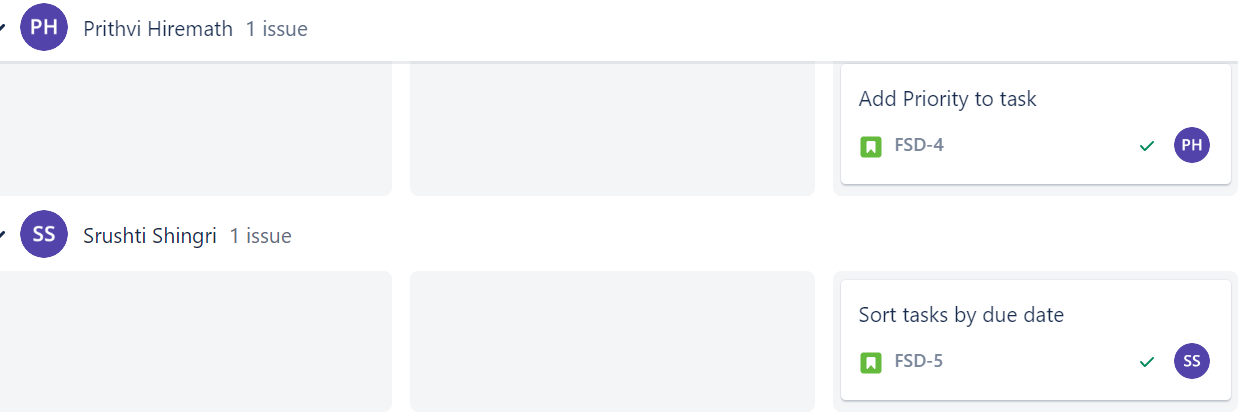 PH Prithvi Hiremath 1 issue
Add Priority to task
FSD-4 PH
SS Srushti Shingri 1 issue
Sort tasks by due date
FSD-5 SS